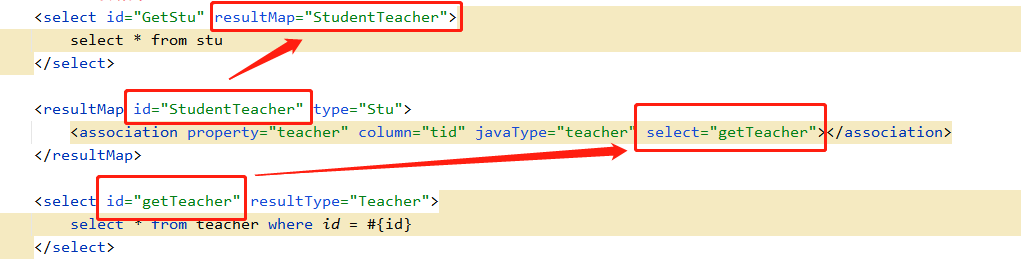 <select id="GetStu" resultMap="StudentTeacher">
select * from stu
</select>
<resultMap id="StudentTeacher" type="Stu">
<association property="teacher" column="tid" javaType="teacher" select="getTeacher"></association>
</resultMap>
<select id="getTeacher" resultType="Teacher">
select * from teacher where id = #{id}
</select>